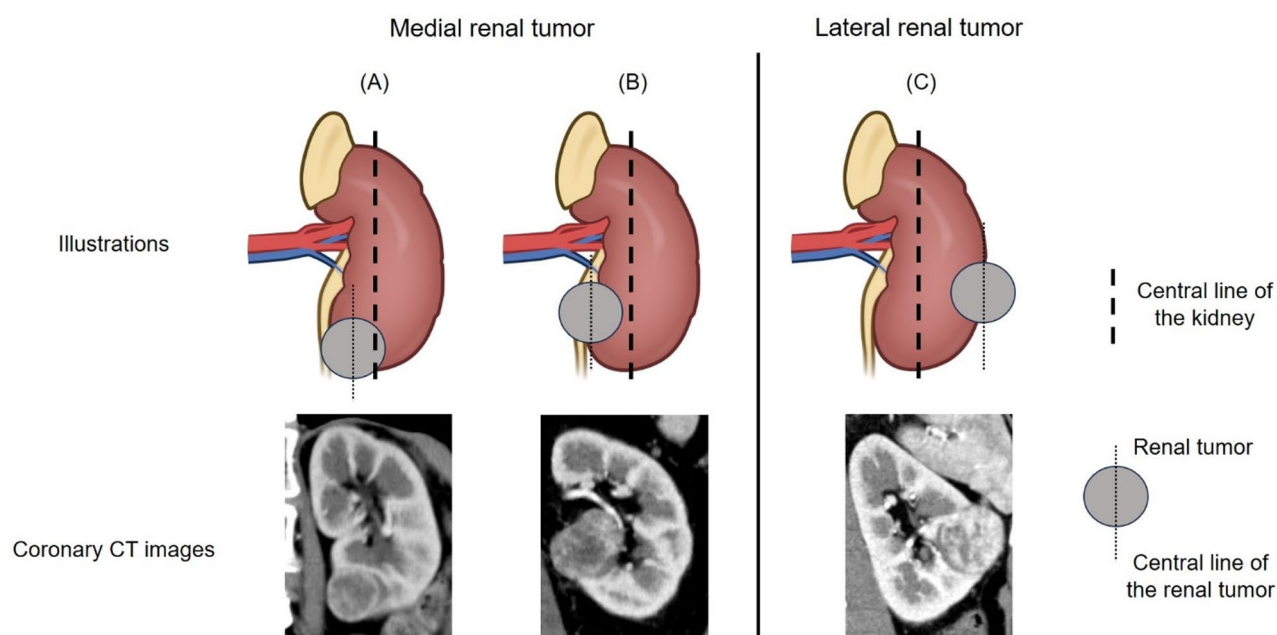 Medial renal tumor
Lateral renal tumor
(A)
(B)
(C)
Illustrations
Central line of
the kidney
Renal tumor
Coronary CT images
Central line of
the renal tumor